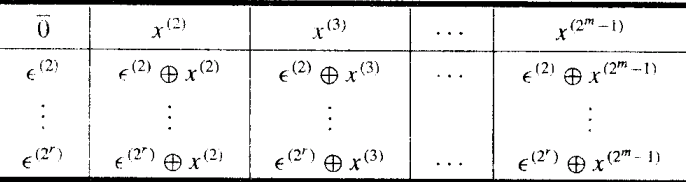 0̅ x^(2) x^(3) ⋯ x^(2^m − 1)
ϵ^(2) ϵ^(2) ⊕ x^(2) ϵ^(2) ⊕ x^(3) ⋯ ϵ^(2) ⊕ x^(2^m − 1)
⋮ ⋮ ⋮ ⋮
ϵ^(2^r) ϵ^(2^r) ⊕ x^(2) ϵ^(2^r) ⊕ x^(3) ⋯ ϵ^(2^r) ⊕ x^(2^m − 1)